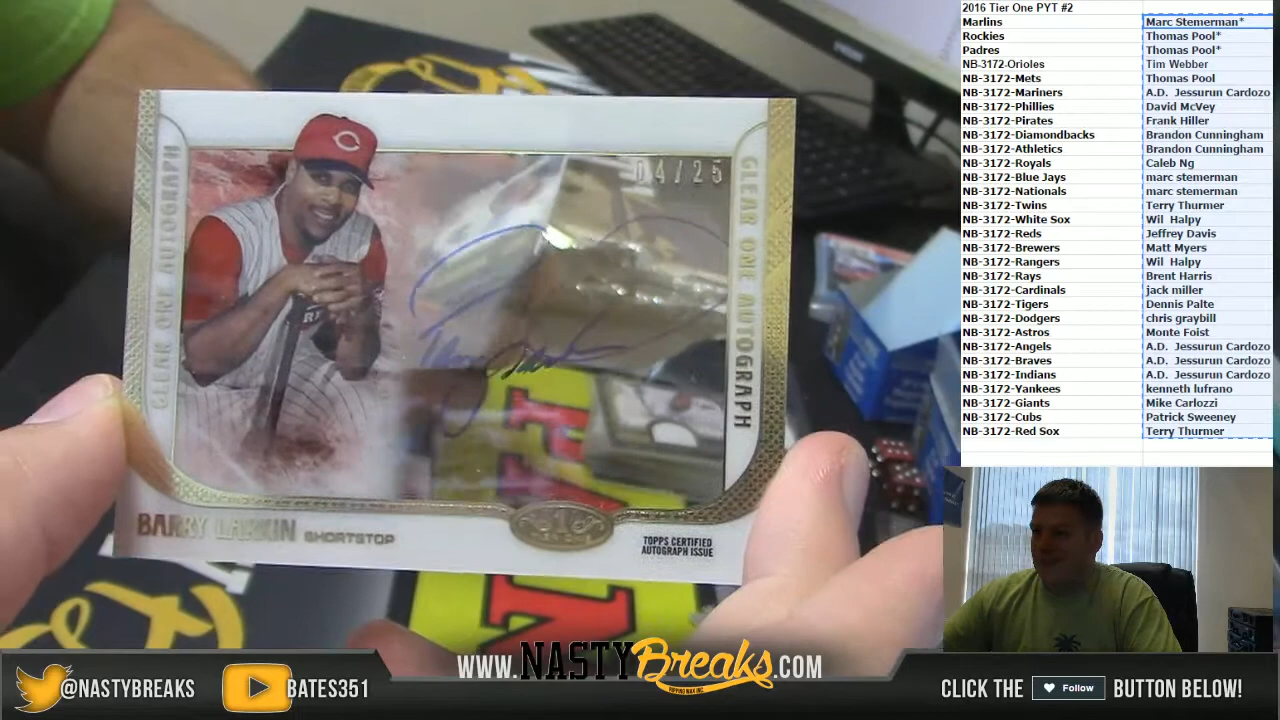 CLEAR ONE AUTOGRAPH
04/25
CLEAR ONE AUTOGRAPH
BARRY LARKIN SHORTSTOP
TOPPS CERTIFIED
AUTOGRAPH ISSUE
2016 Tier One PYT #2
Marlins Marc Stemerman*
Rockies Thomas Pool*
Padres Thomas Pool*
NB-3172-Orioles Tim Webber
NB-3172-Mets Thomas Pool
NB-3172-Mariners A.D. Jessurun Cardozo
NB-3172-Phillies David McVey
NB-3172-Pirates Frank Hiller
NB-3172-Diamondbacks Brandon Cunningham
NB-3172-Athletics Brandon Cunningham
NB-3172-Royals Caleb Ng
NB-3172-Blue Jays marc stemerman
NB-3172-Nationals marc stemerman
NB-3172-Twins Terry Thurmer
NB-3172-White Sox Wil Halpy
NB-3172-Reds Jeffrey Davis
NB-3172-Brewers Matt Myers
NB-3172-Rangers Wil Halpy
NB-3172-Rays Brent Harris
NB-3172-Cardinals jack miller
NB-3172-Tigers Dennis Palte
NB-3172-Dodgers chris graybill
NB-3172-Astros Monte Foist
NB-3172-Angels A.D. Jessurun Cardozo
NB-3172-Braves A.D. Jessurun Cardozo
NB-3172-Indians A.D. Jessurun Cardozo
NB-3172-Yankees kenneth lufrano
NB-3172-Giants Mike Carlozzi
NB-3172-Cubs Patrick Sweeney
NB-3172-Red Sox Terry Thurmer
@NASTYBREAKS
BATES351
WWW.NASTYBreaks.COM
CLICK THE Follow BUTTON BELOW!